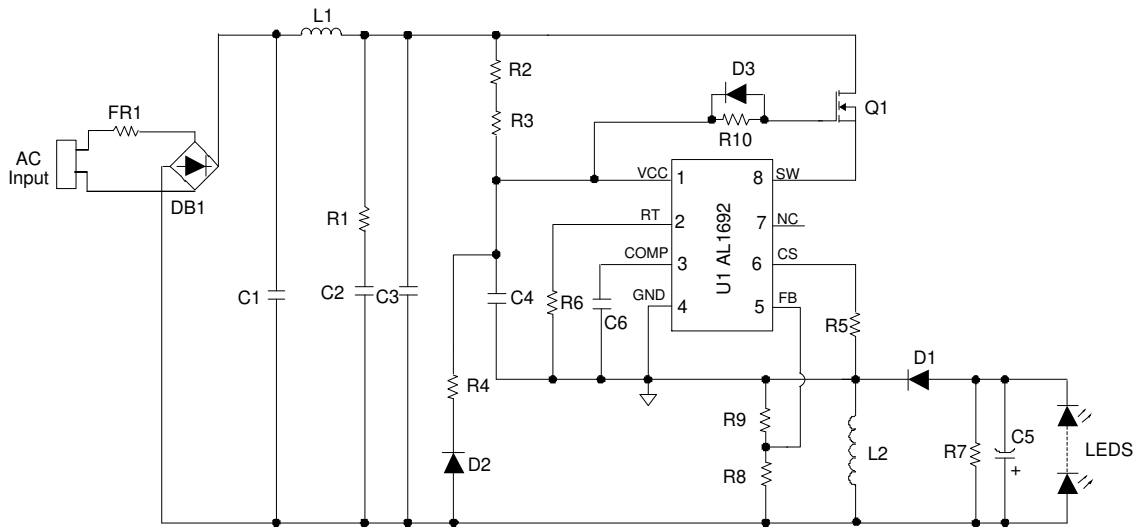 L1
R2
D3
FR1
Q1
R3
R10
AC
Input
VCC
1
8
SW
DB1
R1
RT
2
7
NC
U1 AL1692
COMP
3
6
CS
C1
C2
C3
C4
R6
C6
GND
4
5
FB
R5
D1
R4
R9
L2
R7
C5
+
LEDS
D2
R8